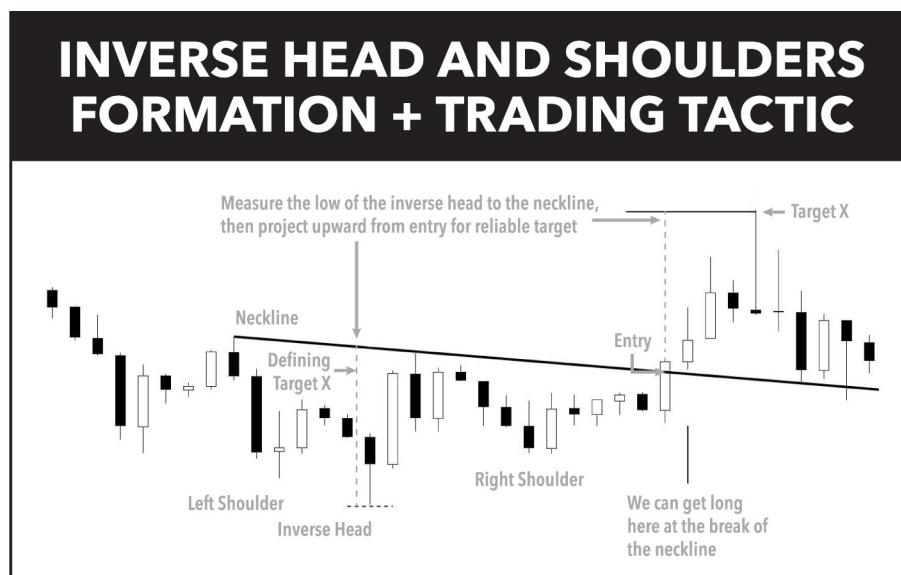 INVERSE HEAD AND SHOULDERS
FORMATION + TRADING TACTIC
Measure the low of the inverse head to the neckline,
then project upward from entry for reliable target
Target X
Neckline
Defining
Target X
Entry
Left Shoulder
Inverse Head
Right Shoulder
We can get long
here at the break of
the neckline